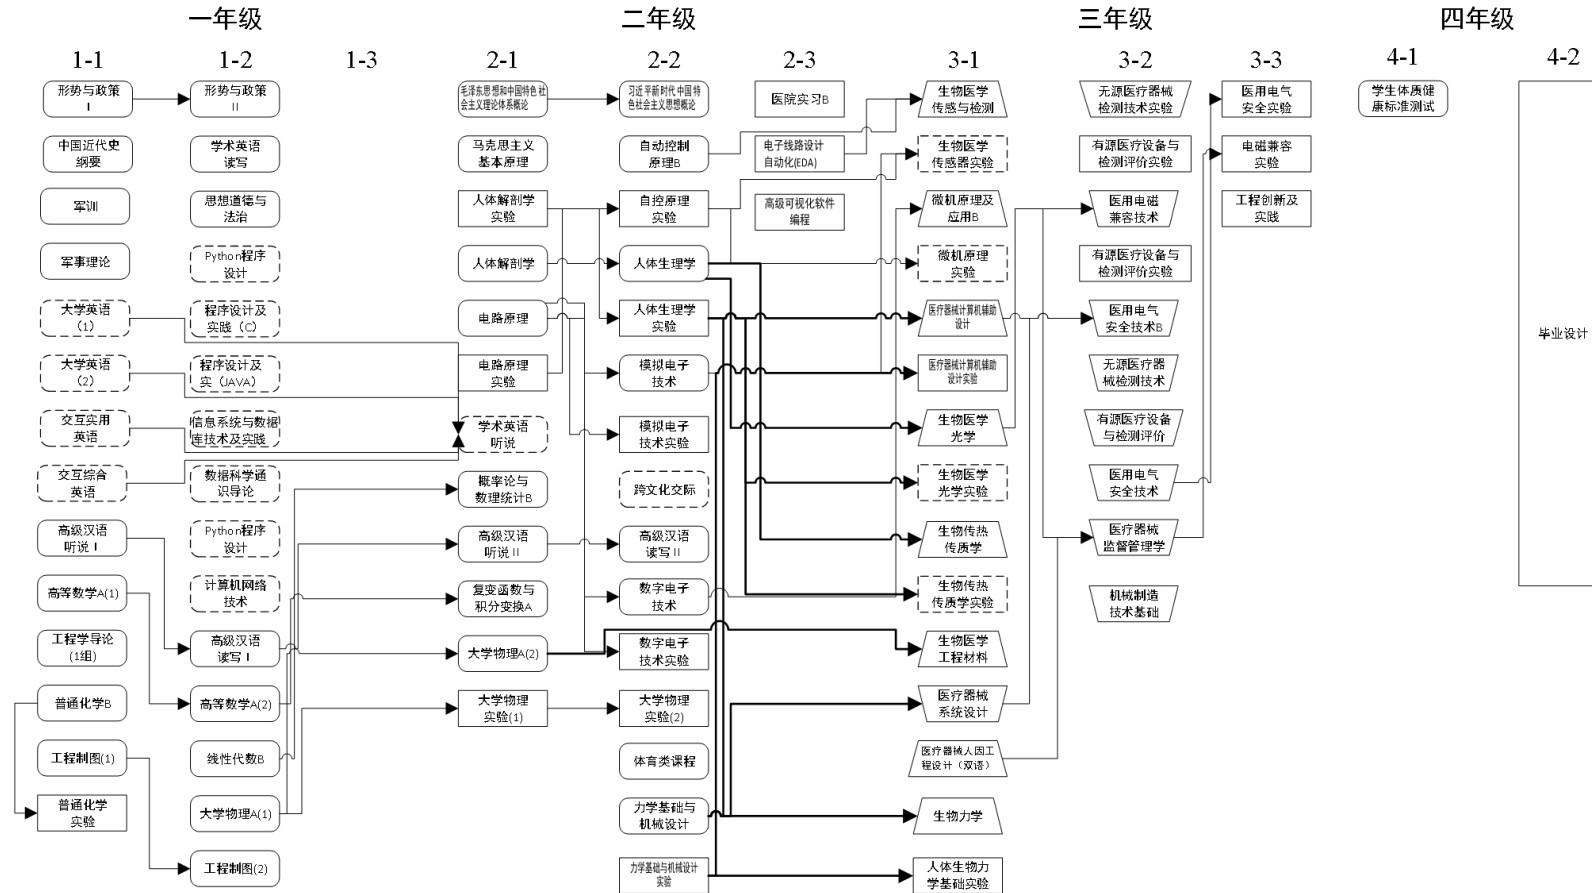 一年级
二年级
三年级
四年级
1-1
1-2
1-3
2-1
2-2
2-3
3-1
3-2
3-3
4-1
4-2
形势与政策
I
中国近代史
纲要
军训
军事理论
大学英语
（1）
大学英语
（2）
交互实用
英语
交互综合
英语
高级汉语
听说 I
高等数学A(1)
工程学导论
(1组)
普通化学B
工程制图(1)
普通化学
实验
形势与政策
II
学术英语
读写
思想道德与
法治
Python程序
设计
程序设计及
实践（C）
程序设计及
实（JAVA）
信息系统与数据
库技术及实践
数据科学通
识导论
Python程序
设计
计算机网络
技术
高级汉语
读写 I
高等数学A(2)
线性代数B
大学物理A(1)
工程制图(2)
毛泽东思想和中国特色社
会主义理论体系概论
马克思主义
基本原理
人体解剖学
实验
人体解剖学
电路原理
电路原理
实验
学术英语
听说
概率论与
数理统计B
高级汉语
听说 II
复变函数与
积分变换A
大学物理A(2)
大学物理
实验(1)
习近平新时代中国特
色社会主义思想概论
自动控制
原理B
自控原理
实验
人体生理学
人体生理学
实验
模拟电子
技术
模拟电子
技术实验
跨文化交际
高级汉语
读写 II
数字电子
技术
数字电子
技术实验
大学物理
实验(2)
体育类课程
力学基础与
机械设计
力学基础与机械设计
实验
医院实习B
电子线路设计
自动化(EDA)
高级可视化软件
编程
生物医学
传感与检测
生物医学
传感器实验
微机原理及
应用B
微机原理
实验
医疗器械计算机辅助
设计
医疗器械计算机辅助
设计实验
生物医学
光学
生物医学
光学实验
生物传热
传质学
生物传热
传质学实验
生物医学
工程材料
医疗器械
系统设计
医疗器械人因工
程设计（双语）
生物力学
人体生物力
学基础实验
无源医疗器械
检测技术实验
有源医疗设备与
检测评价实验
医用电磁
兼容技术
有源医疗设备与
检测评价实验
医用电气
安全技术B
无源医疗器
械检测技术
有源医疗设备
与检测评价
医用电气
安全技术
医疗器械
监督管理学
机械制造
技术基础
医用电气
安全实验
电磁兼容
实验
工程创新及
实践
学生体质健
康标准测试
毕业设计